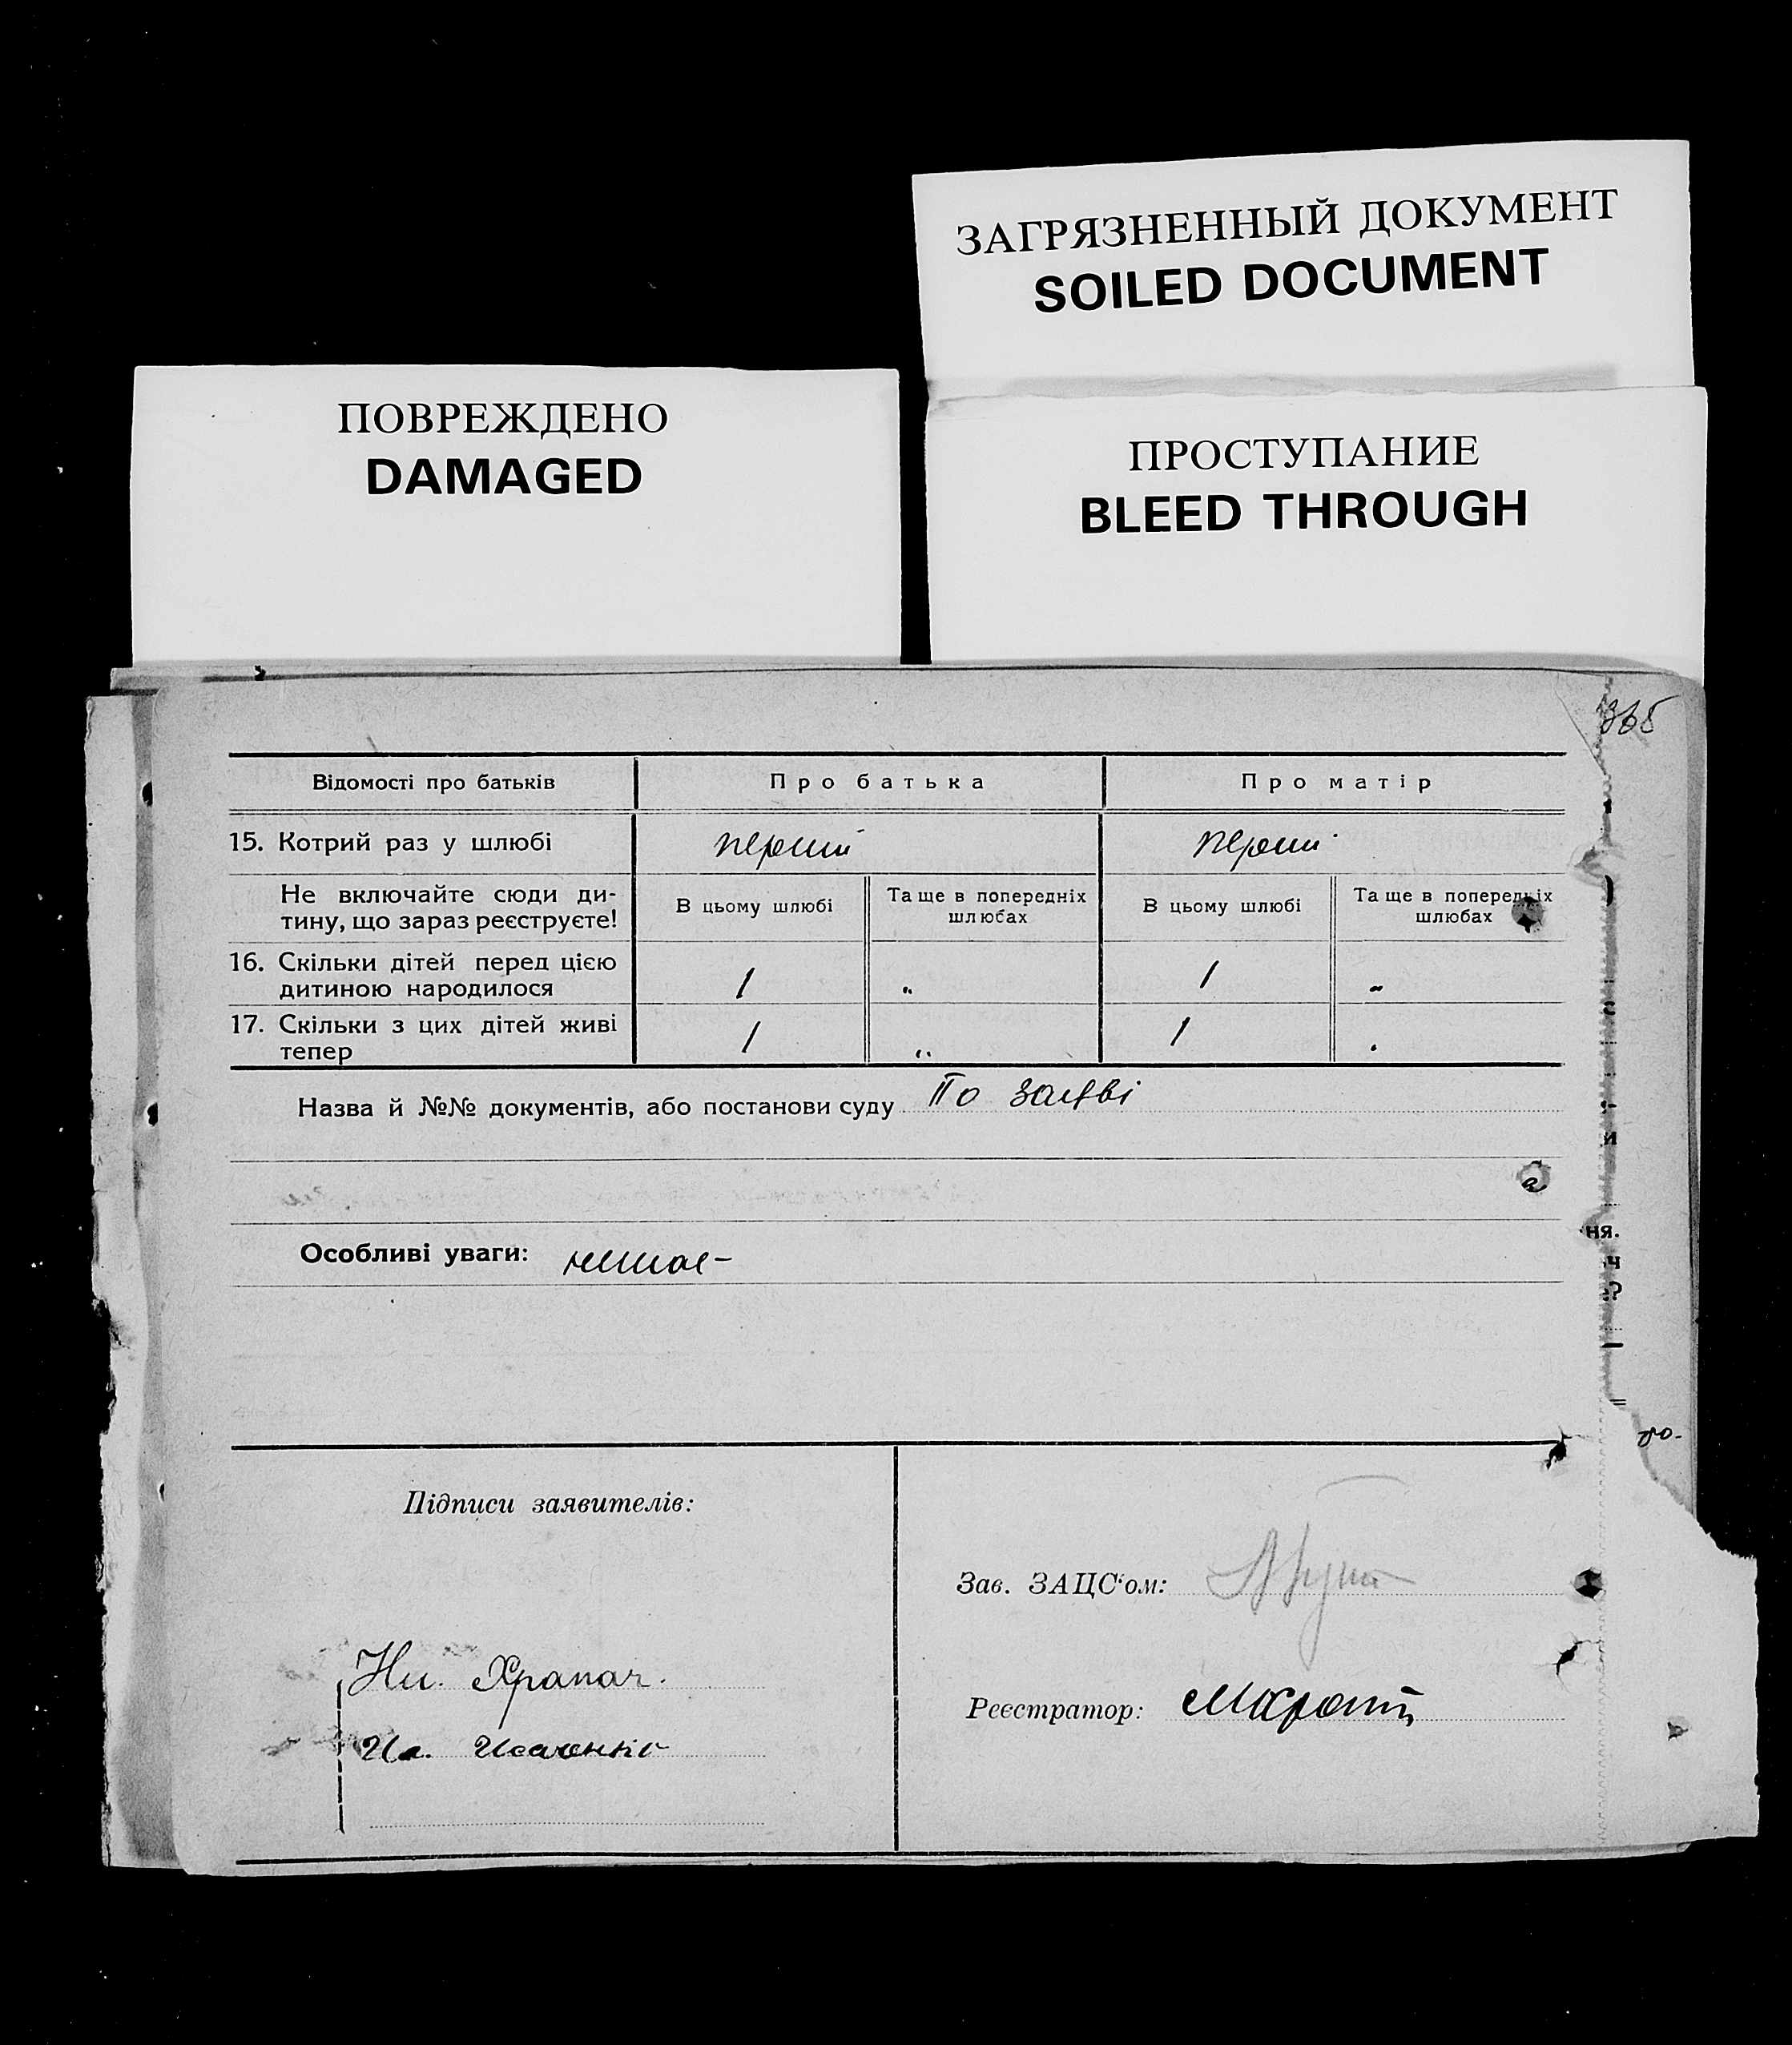 ЗАГРЯЗНЕННЫЙ ДОКУМЕНТ
SOILED DOCUMENT
ПОВРЕЖДЕНО
DAMAGED
ПРОСТУПАНИЕ
BLEED THROUGH
Відомості про батьків Про батька Про матір
15. Котрий раз у шлюбі перший перший
Не включайте сюди ди-
тину, що зараз реєструєте!
В цьому шлюбі
Та ще в попередніх
шлюбах
В цьому шлюбі
Та ще в попередніх
шлюбах
16. Скільки дітей перед цією
дитиною народилося
1 " 1 "
17. Скільки з цих дітей живі
тепер
1 " 1
Назва й №№ документів, або постанови суду По заяві
Особливі уваги: немає -
Підписи заявителів:
Зав. ЗАЦС'ом:
Ни. Храпач.
Реєстратор: